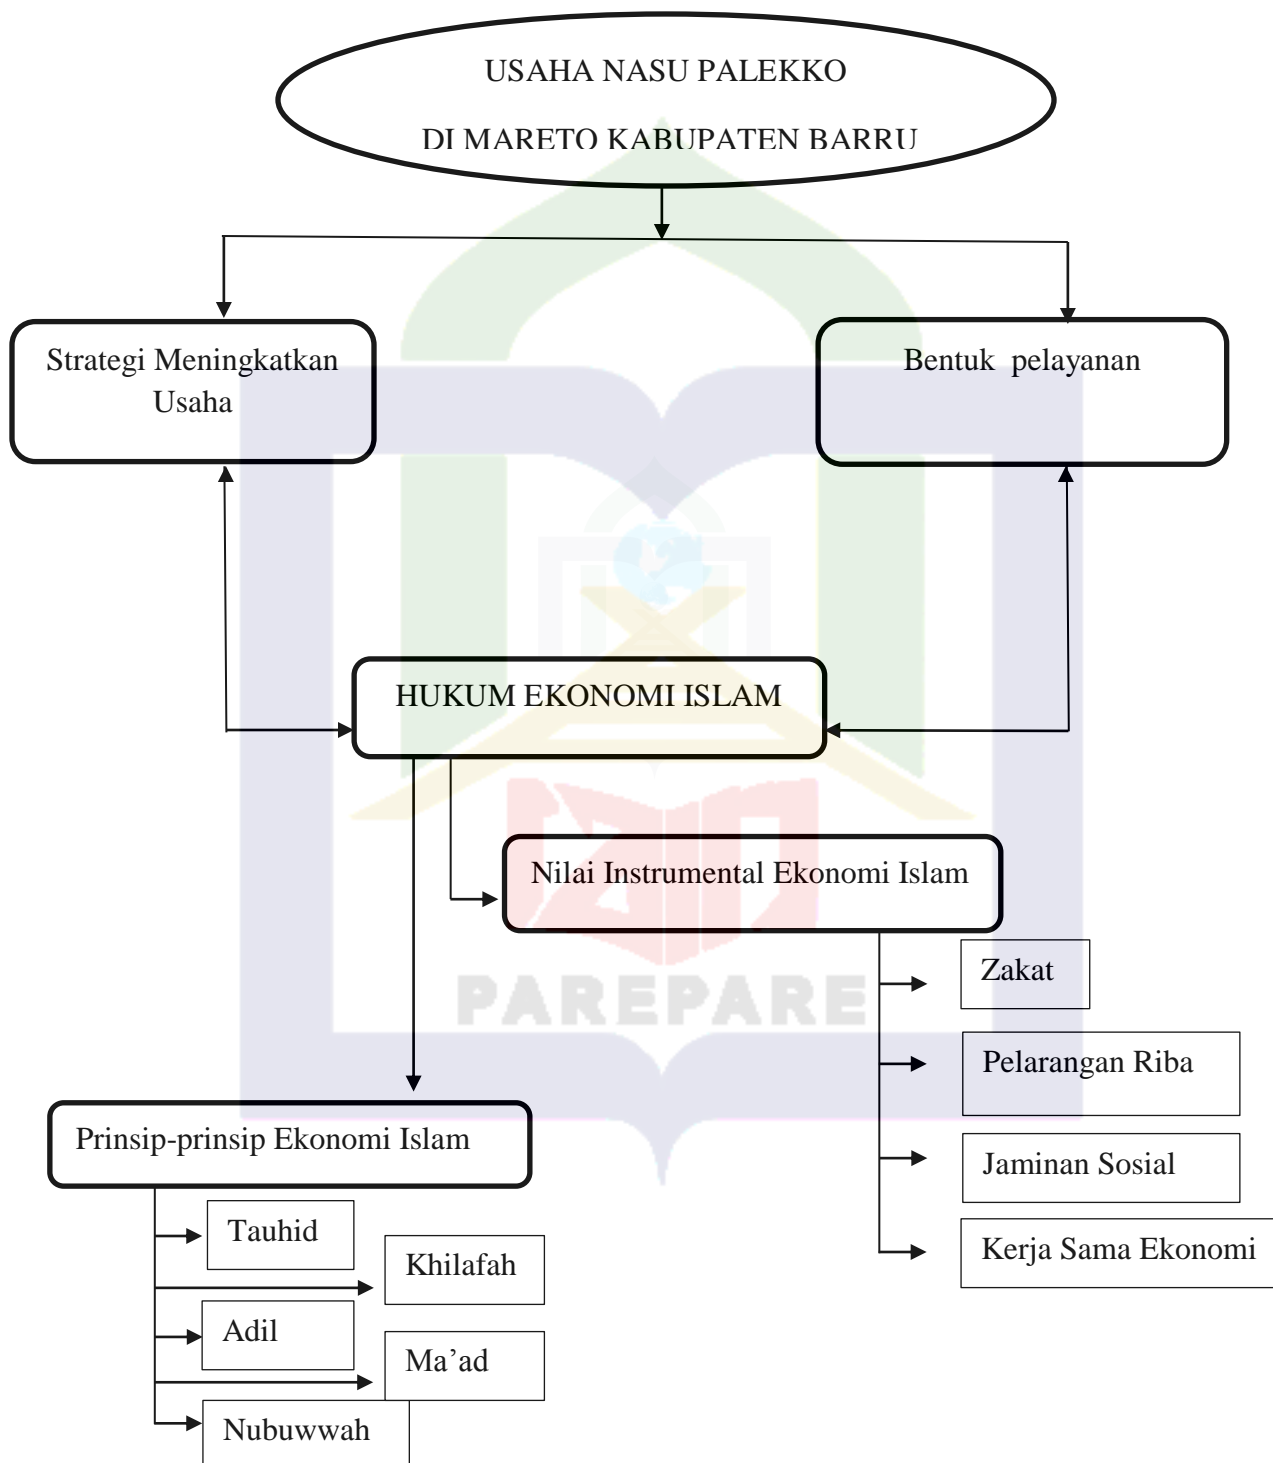 USAHA NASU PALEKKO
DI MARETO KABUPATEN BARRU
Strategi Meningkatkan
Usaha
Bentuk pelayanan
HUKUM EKONOMI ISLAM
Nilai Instrumental Ekonomi Islam
Zakat
Pelarangan Riba
Jaminan Sosial
Kerja Sama Ekonomi
PAREPARE
Prinsip-prinsip Ekonomi Islam
Tauhid
Khilafah
Adil
Ma’ad
Nubuwwah